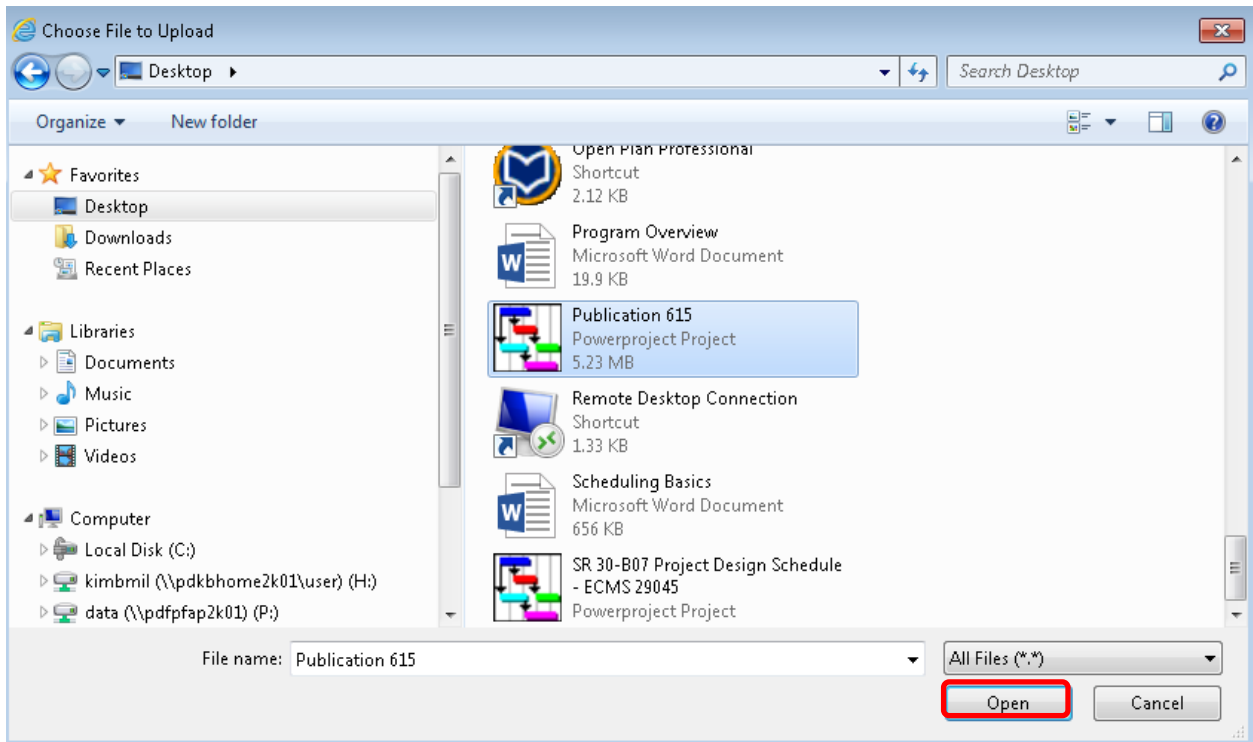 Choose File to Upload
Desktop
Search Desktop
Organize
New folder
Favorites
Desktop
Downloads
Recent Places
Libraries
Documents
Music
Pictures
Videos
Computer
Local Disk (C:)
kimbmil (\\pdkbhome2k01\user) (H:)
data (\\pdfpfap2k01) (P:)
Open Plan Professional
Shortcut
2.12 KB
Program Overview
Microsoft Word Document
19.9 KB
Publication 615
Powerproject Project
5.23 MB
Remote Desktop Connection
Shortcut
1.33 KB
Scheduling Basics
Microsoft Word Document
656 KB
SR 30-B07 Project Design Schedule
- ECMS 29045
Powerproject Project
File name: Publication 615
All Files (*.*)
Open
Cancel